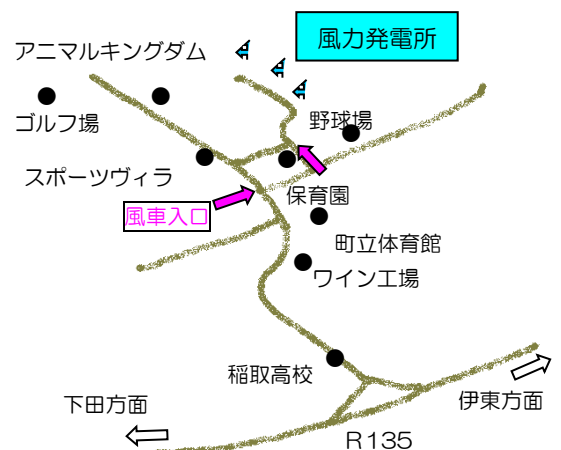 風力発電所
アニマルキングダム
ゴルフ場
野球場
スポーツヴィラ
保育園
風車入口
町立体育館
ワイン工場
稲取高校
下田方面
伊東方面
R135